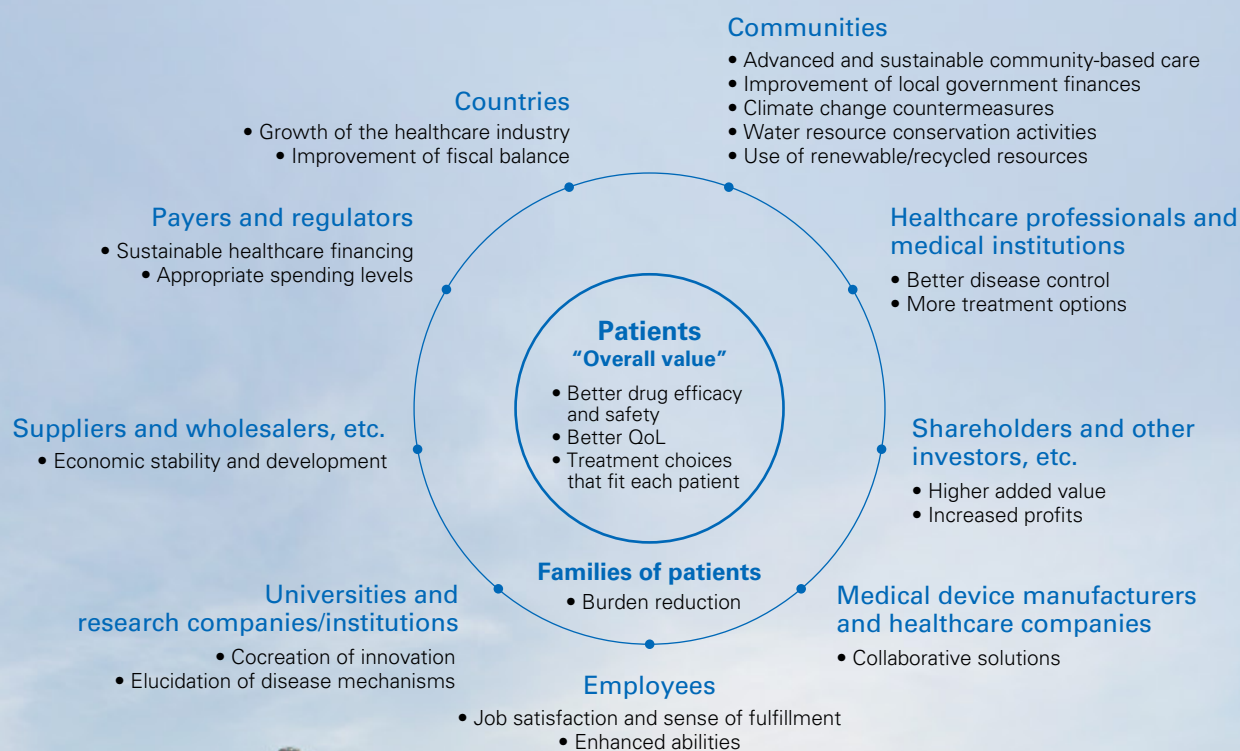 Communities
• Advanced and sustainable community-based care
• Improvement of local government finances
• Climate change countermeasures
• Water resource conservation activities
• Use of renewable/recycled resources
Countries
• Growth of the healthcare industry
• Improvement of fiscal balance
Payers and regulators
• Sustainable healthcare financing
• Appropriate spending levels
Healthcare professionals and
medical institutions
• Better disease control
• More treatment options
Patients
“Overall value”
• Better drug efficacy
and safety
• Better QoL
• Treatment choices
that fit each patient
Suppliers and wholesalers, etc.
• Economic stability and development
Shareholders and other
investors, etc.
• Higher added value
• Increased profits
Families of patients
• Burden reduction
Universities and
research companies/institutions
• Cocreation of innovation
• Elucidation of disease mechanisms
Medical device manufacturers
and healthcare companies
• Collaborative solutions
Employees
• Job satisfaction and sense of fulfillment
• Enhanced abilities